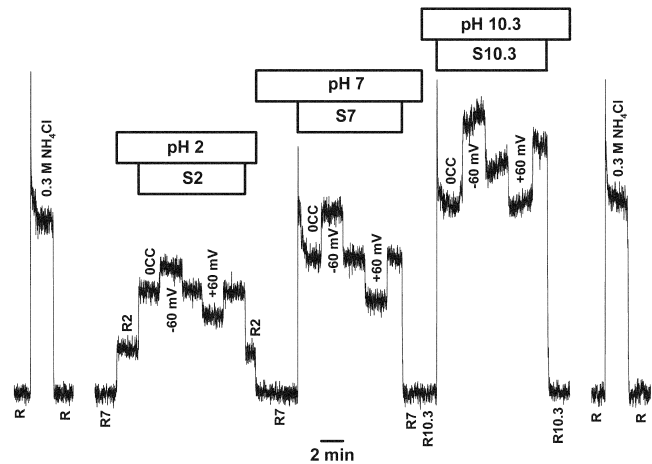 pH 10.3
S10.3
pH 7
S7
pH 2
S2
0.3 M NH₄Cl
0CC
-60 mV
+60 mV
0CC
-60 mV
+60 mV
0CC
-60 mV
+60 mV
0.3 M NH₄Cl
R2
R2
R
R
R7
R7
R7
R10.3
R10.3
R
R
2 min